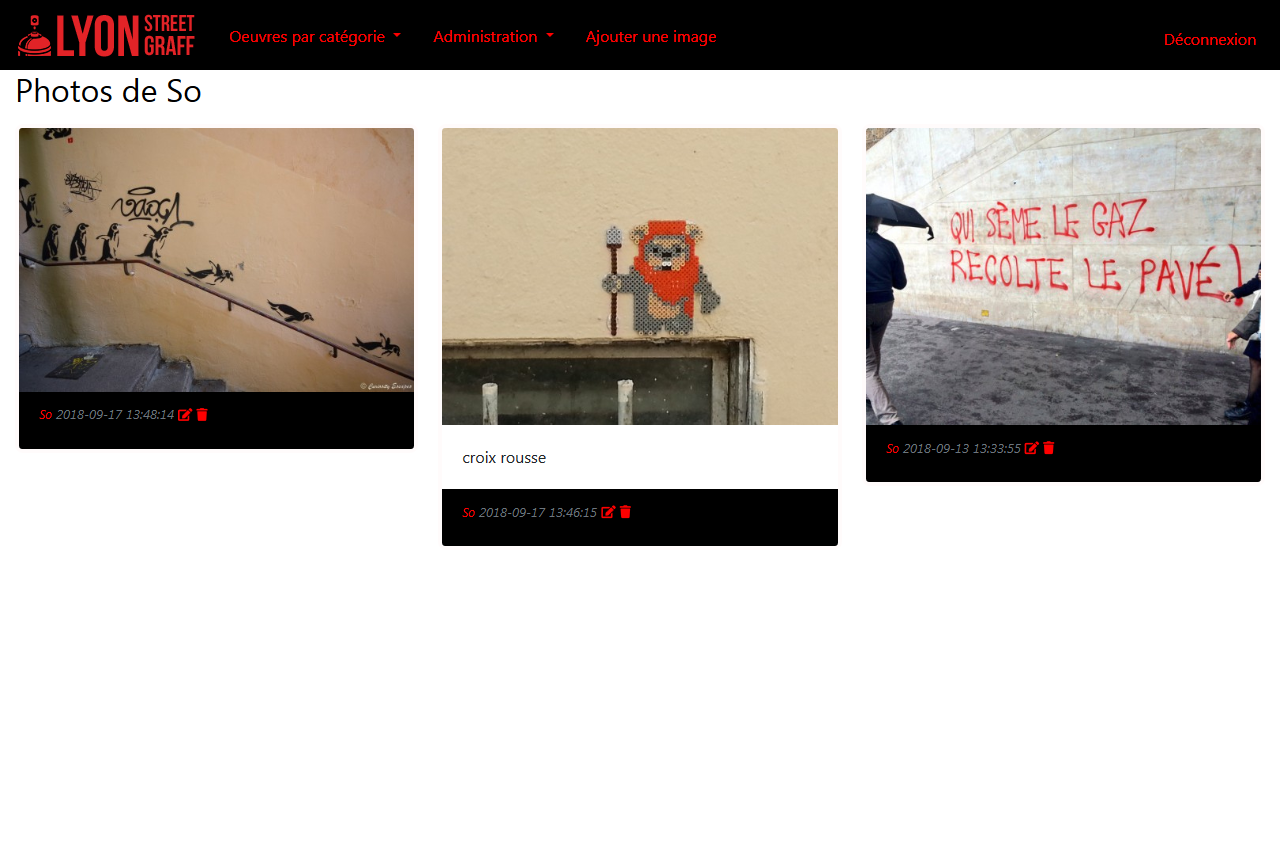 LYON STREET GRAFF
Oeuvres par catégorie
Administration
Ajouter une image
Déconnexion
Photos de So
© Curiosity Escapes
So 2018-09-17 13:48:14
croix rousse
So 2018-09-17 13:46:15
QUI SÈME LE GAZ
RECOLTE LE PAVÉ!
So 2018-09-13 13:33:55